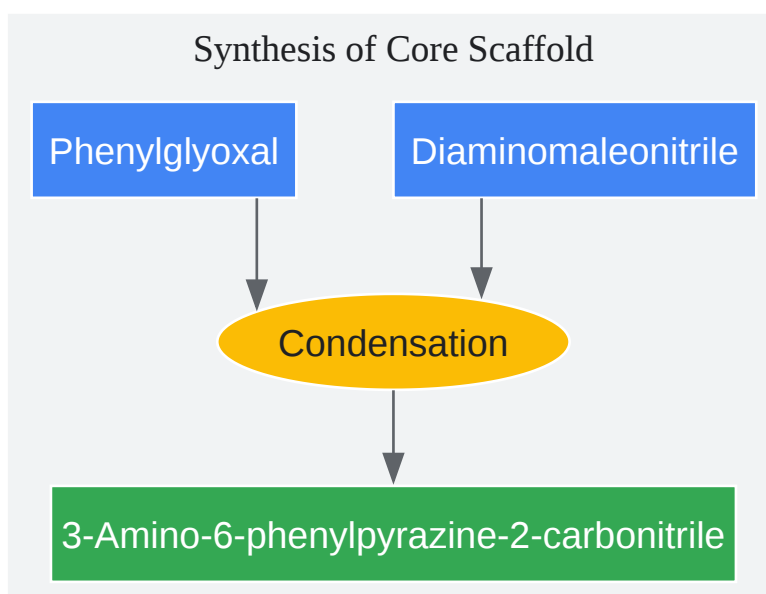 Synthesis of Core Scaffold
Phenylglyoxal
Diaminomaleonitrile
Condensation
3-Amino-6-phenylpyrazine-2-carbonitrile